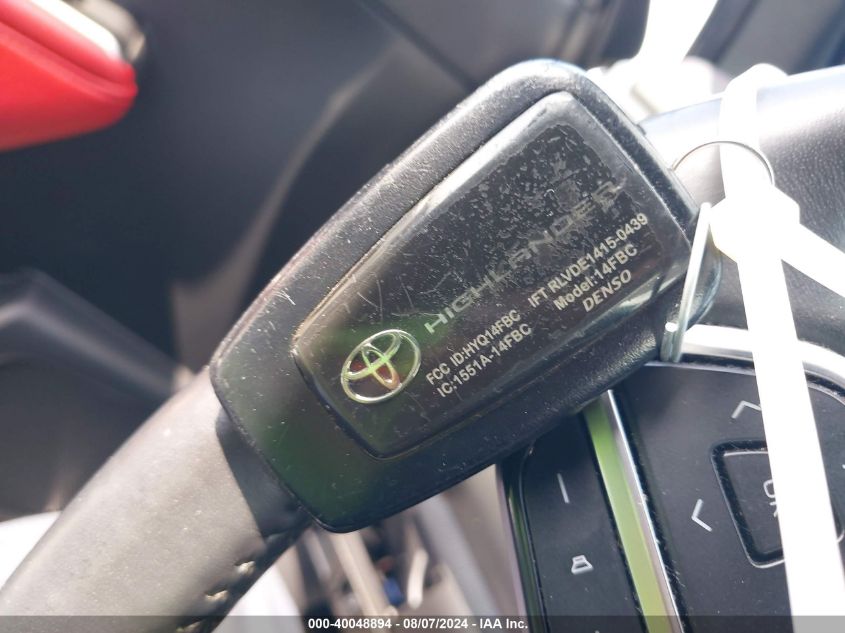 HIGHLANDER
FCC ID:HYQ14FBC IFT RLVDE1415-0439
IC:1551A-14FBC Model:14FBC
DENSO
OK
000-40048894 - 08/07/2024 - IAA Inc.